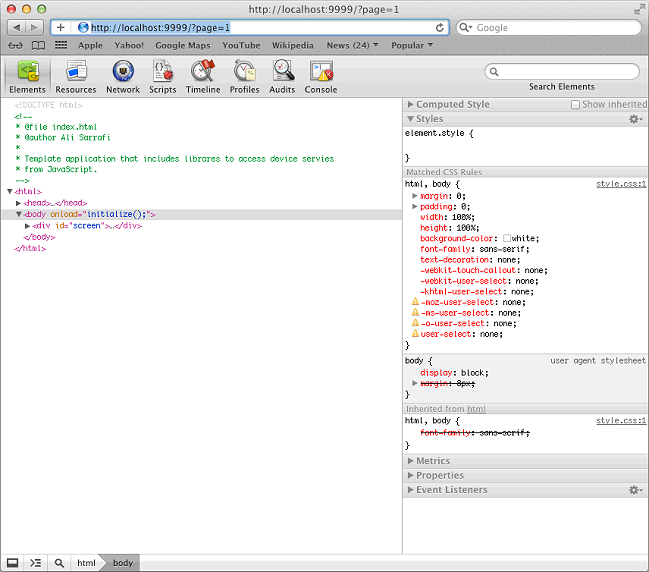 http://localhost:9999/?page=1
http://localhost:9999/?page=1
Google
Apple Yahoo! Google Maps YouTube Wikipedia News (24) Popular
Elements Resources Network Scripts Timeline Profiles Audits Console
Search Elements
<!DOCTYPE html>
<!--
* @file index.html
* @author Ali Sarrafi
*
* Template application that includes librares to access device servies
* from JavaScript.
-->
<html>
<head>…</head>
<body onload="initialize();">
<div id="screen">…</div>
</body>
</html>
Computed Style Show inherited
Styles
element.style {
}
Matched CSS Rules
html, body { style.css:1
margin: 0;
padding: 0;
width: 100%;
height: 100%;
background-color: white;
font-family: sans-serif;
text-decoration: none;
-webkit-touch-callout: none;
-webkit-user-select: none;
-khtml-user-select: none;
-moz-user-select: none;
-ms-user-select: none;
-o-user-select: none;
user-select: none;
}
body { user agent stylesheet
display: block;
margin: 8px;
}
Inherited from html
html, body { style.css:1
font-family: sans-serif;
}
Metrics
Properties
Event Listeners
html body